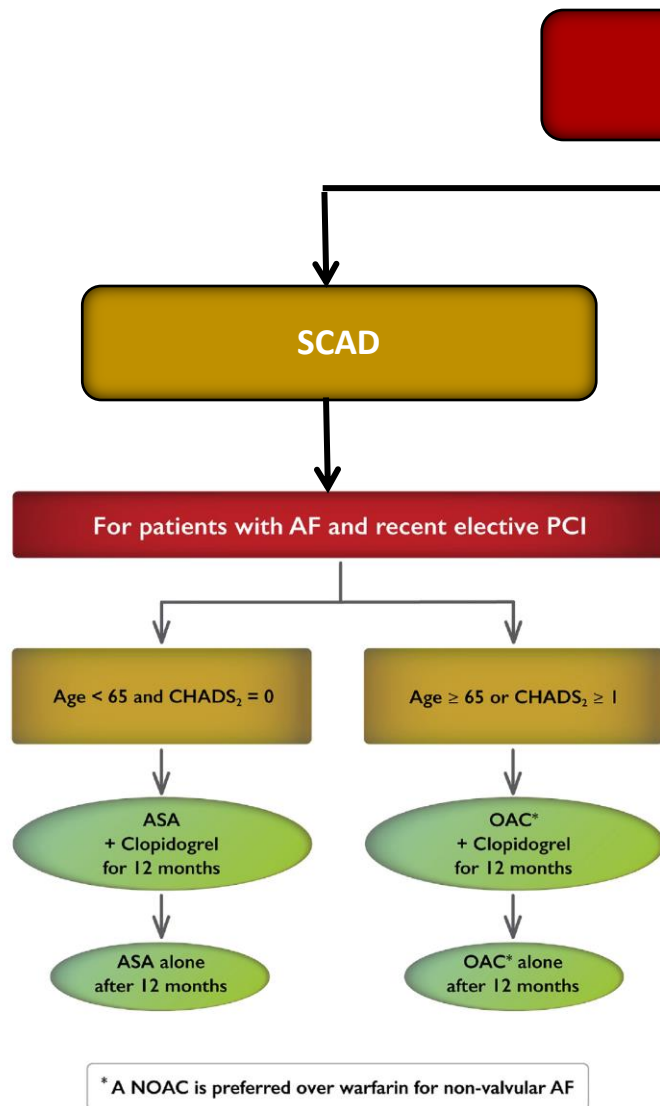 SCAD
For patients with AF and recent elective PCI
Age < 65 and CHADS₂ = 0
Age ≥ 65 or CHADS₂ ≥ 1
ASA
+ Clopidogrel
for 12 months
OAC*
+ Clopidogrel
for 12 months
ASA alone
after 12 months
OAC* alone
after 12 months
* A NOAC is preferred over warfarin for non-valvular AF